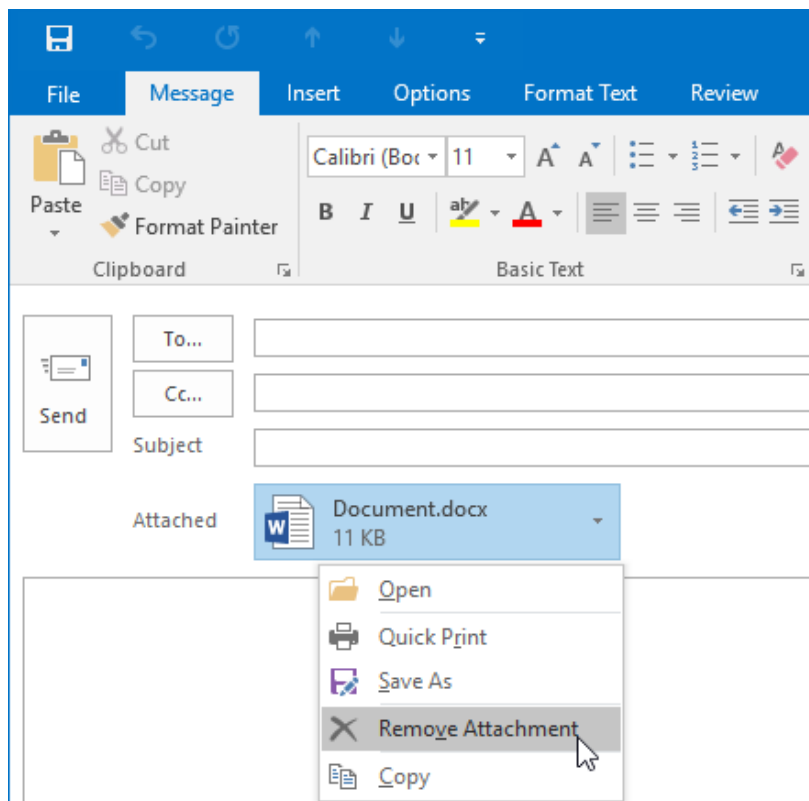 File Message Insert Options Format Text Review
Paste
Cut
Copy
Format Painter
Clipboard
Calibri (Boc 11 A A
B I U aby A
Basic Text
Send
To...
Cc...
Subject
Attached
W
Document.docx
11 KB
Open
Quick Print
Save As
Remove Attachment
Copy